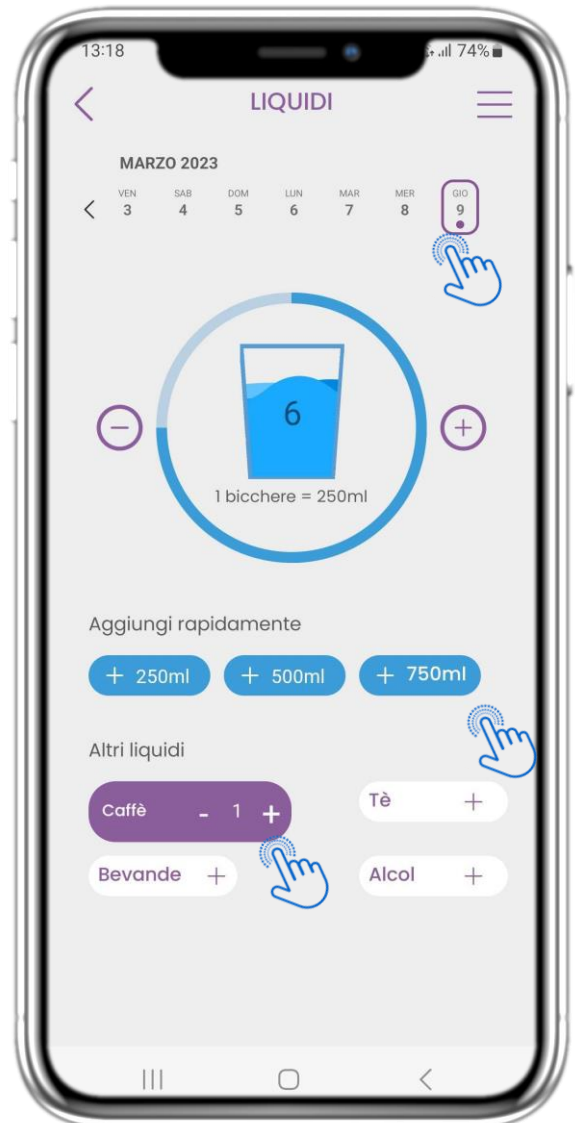 13:18 74%
LIQUIDI
MARZO 2023
VEN SAB DOM LUN MAR MER GIO
3 4 5 6 7 8 9
6
1 bicchere = 250ml
Aggiungi rapidamente
+ 250ml + 500ml + 750ml
Altri liquidi
Caffè - 1 + Tè +
Bevande + Alcol +